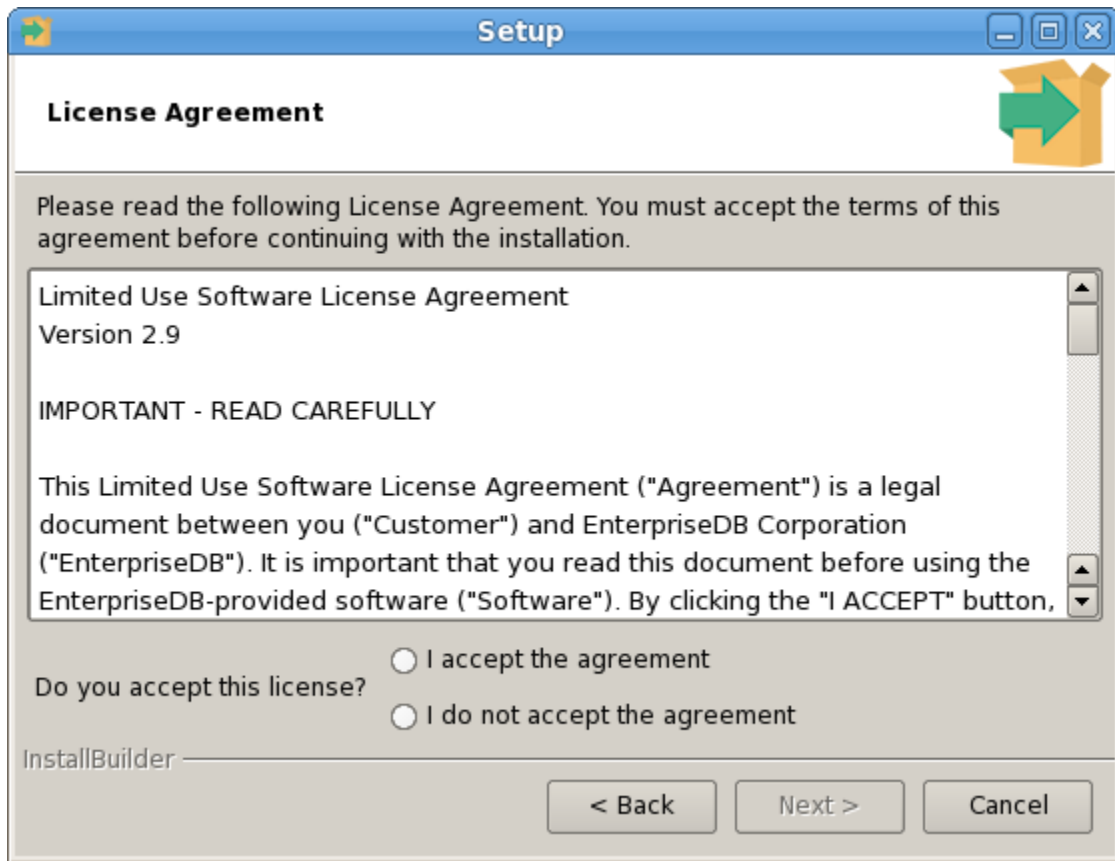 Setup
License Agreement
Please read the following License Agreement. You must accept the terms of this
agreement before continuing with the installation.
Limited Use Software License Agreement
Version 2.9
IMPORTANT - READ CAREFULLY
This Limited Use Software License Agreement ("Agreement") is a legal
document between you ("Customer") and EnterpriseDB Corporation
("EnterpriseDB"). It is important that you read this document before using the
EnterpriseDB-provided software ("Software"). By clicking the "I ACCEPT" button,
Do you accept this license?
I accept the agreement
I do not accept the agreement
InstallBuilder
< Back
Next >
Cancel